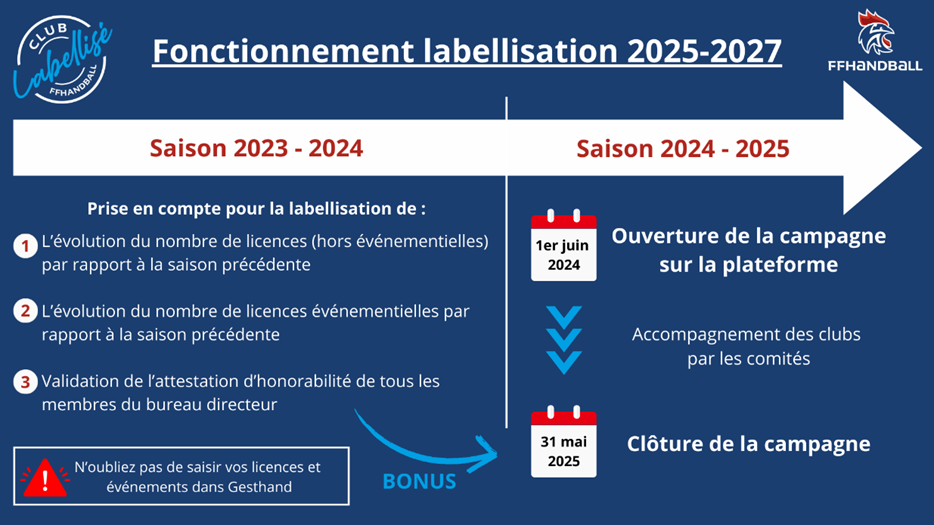 CLUB
Labellisé
FFHANDBALL
Fonctionnement labellisation 2025-2027
FFHANDBALL
Saison 2023 - 2024
Saison 2024 - 2025
Prise en compte pour la labellisation de :
1 L’évolution du nombre de licences (hors événementielles)
par rapport à la saison précédente
2 L’évolution du nombre de licences événementielles par
rapport à la saison précédente
3 Validation de l’attestation d’honorabilité de tous les
membres du bureau directeur
N’oubliez pas de saisir vos licences et
événements dans Gesthand
BONUS
1er juin
2024
Ouverture de la campagne
sur la plateforme
Accompagnement des clubs
par les comités
31 mai
2025
Clôture de la campagne